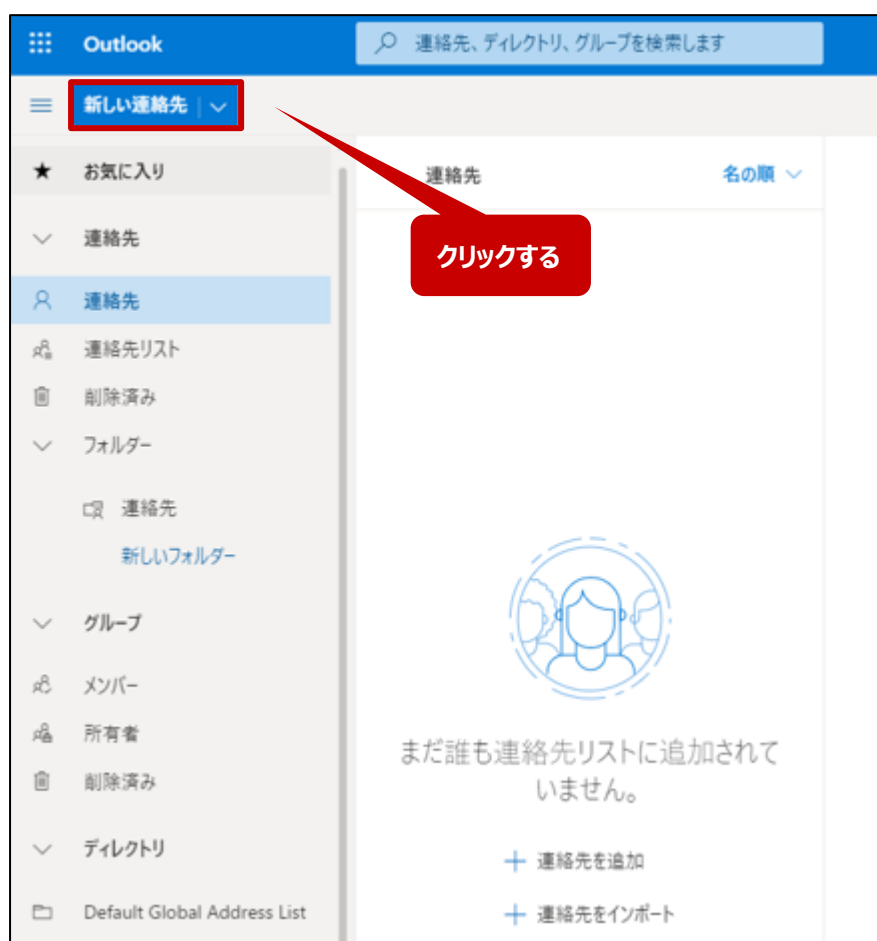 Outlook
連絡先、ディレクトリ、グループを検索します
新しい連絡先
お気に入り
連絡先
名の順
連絡先
クリックする
連絡先
連絡先リスト
削除済み
フォルダー
連絡先
新しいフォルダー
グループ
メンバー
所有者
削除済み
ディレクトリ
Default Global Address List
まだ誰も連絡先リストに追加されて
いません。
連絡先を追加
連絡先をインポート